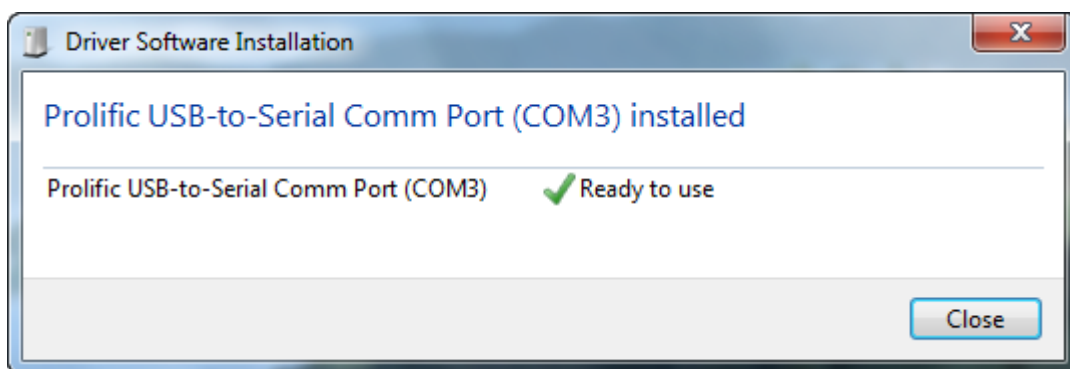 Driver Software Installation
Prolific USB-to-Serial Comm Port (COM3) installed
Prolific USB-to-Serial Comm Port (COM3) Ready to use
Close